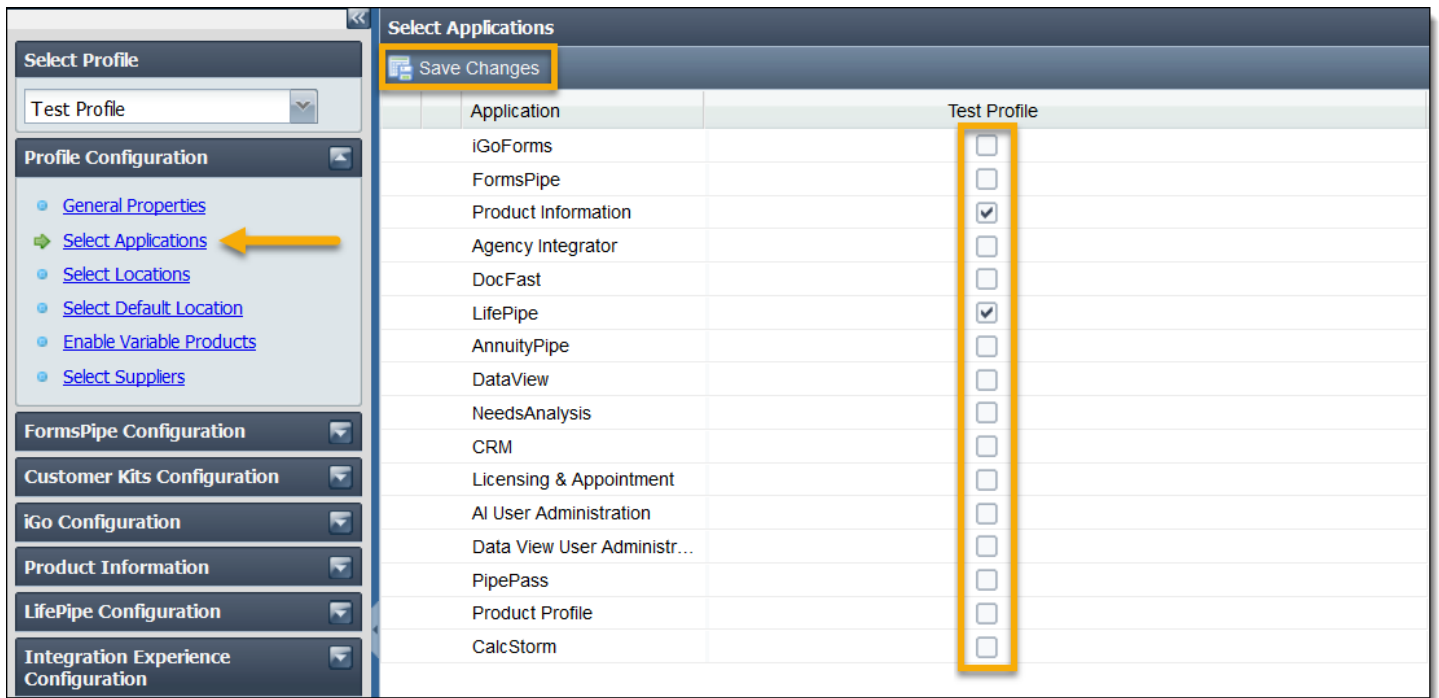 Select Profile
Test Profile
Profile Configuration
General Properties
Select Applications
Select Locations
Select Default Location
Enable Variable Products
Select Suppliers
FormsPipe Configuration
Customer Kits Configuration
iGo Configuration
Product Information
LifePipe Configuration
Integration Experience
Configuration
Select Applications
Save Changes
Application Test Profile
iGoForms
FormsPipe
Product Information
Agency Integrator
DocFast
LifePipe
AnnuityPipe
DataView
NeedsAnalysis
CRM
Licensing & Appointment
AI User Administration
Data View User Administr...
PipePass
Product Profile
CalcStorm